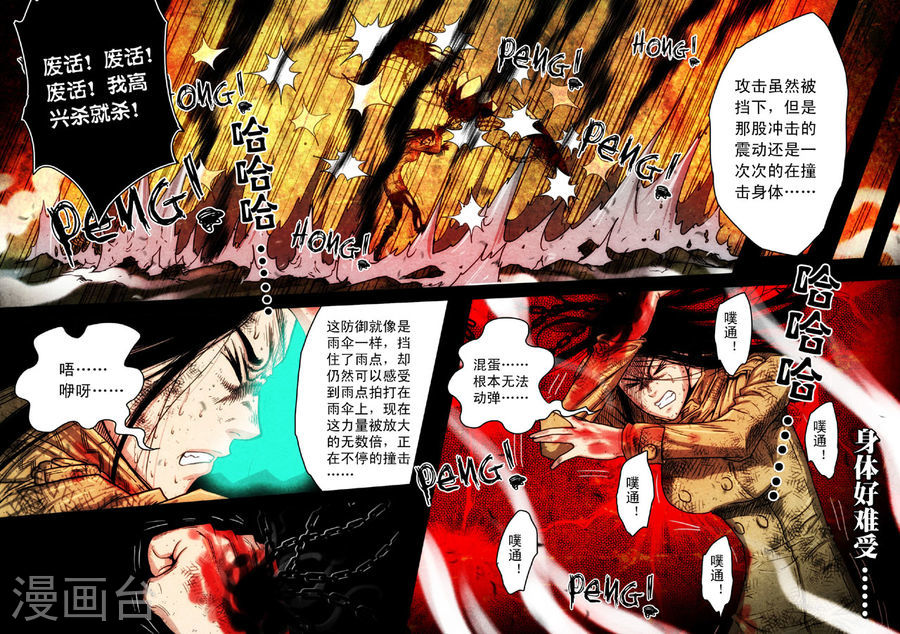 废话！废话！
废话！我高
兴杀就杀！
ONG!
PENG!
HONG!
PENG!
PENG!
HONG!
哈哈哈……
攻击虽然被
挡下，但是
那股冲击的
震动还是一
次次的在撞
击身体……
唔……
咿呀……
这防御就像是
雨伞一样，挡
住了雨点，却
仍然可以感受
到雨点拍打在
雨伞上，现在
这力量被放大
的无数倍，正
在不停的撞击
……
混蛋……
根本无法
动弹……
噗通！
噗通！
哈哈哈……
噗通！
噗通！
噗通！
噗通！
PENG!
PENG!
身体好难受……
漫画台